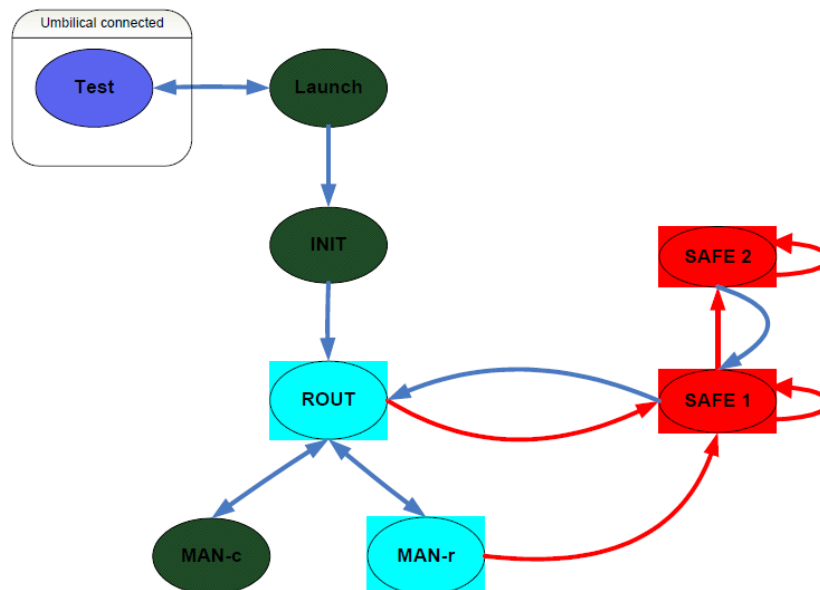 Umbilical connected
Test
Launch
INIT
SAFE 2
ROUT
SAFE 1
MAN-c
MAN-r